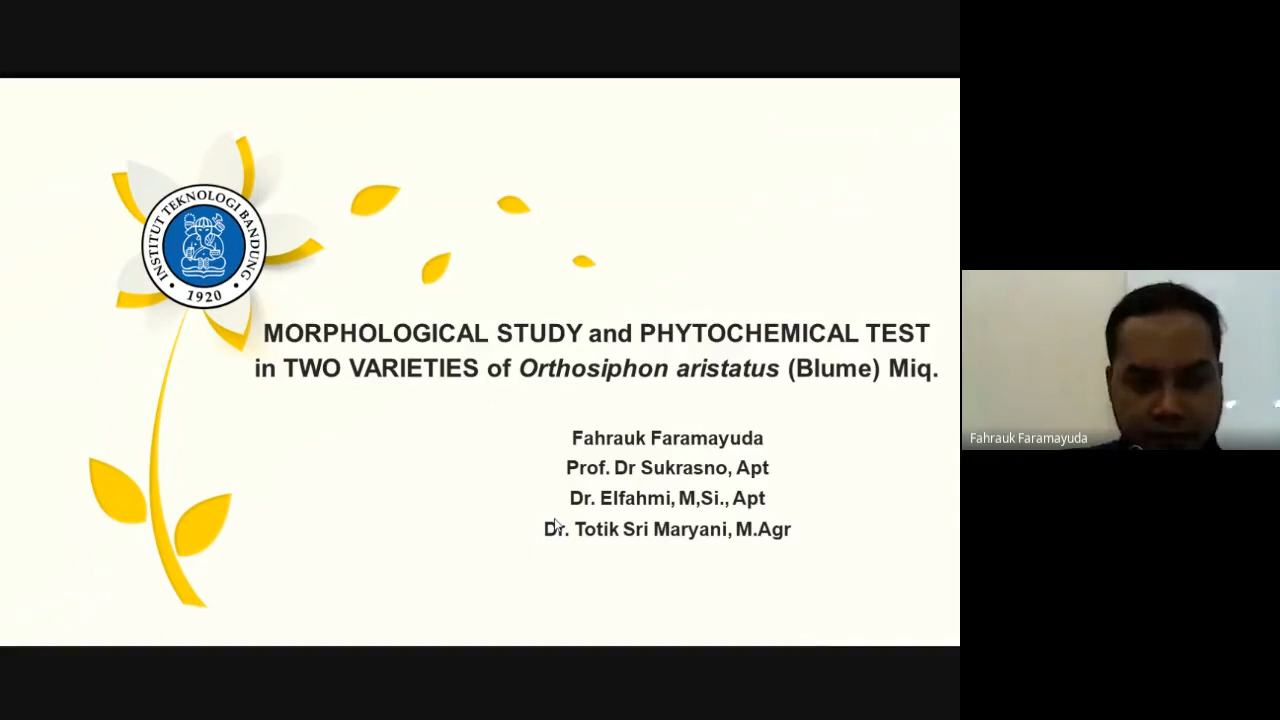 INSTITUT TEKNOLOGI BANDUNG
1920
MORPHOLOGICAL STUDY and PHYTOCHEMICAL TEST
in TWO VARIETIES of Orthosiphon aristatus (Blume) Miq.
Fahrauk Faramayuda
Prof. Dr Sukrasno, Apt
Dr. Elfahmi, M,Si., Apt
Dr. Totik Sri Maryani, M.Agr
Fahrauk Faramayuda